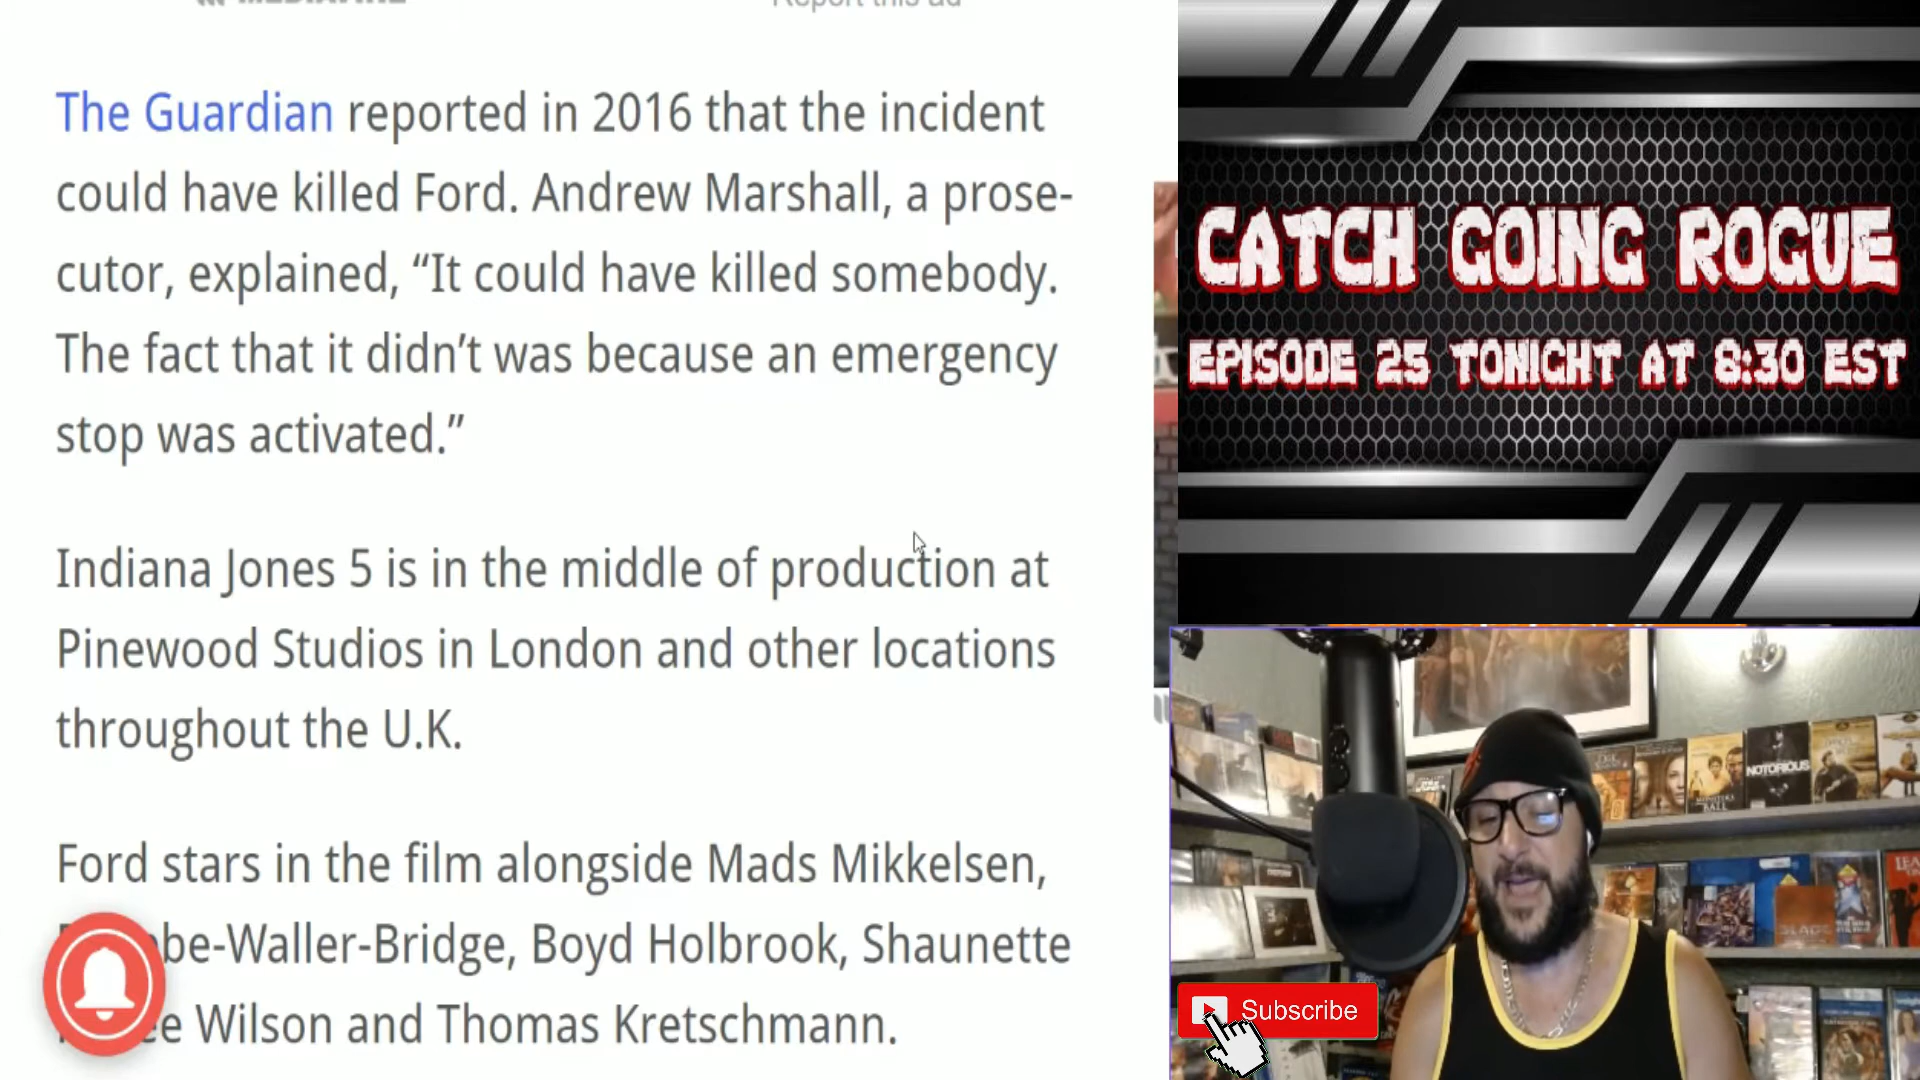 Report this ad
The Guardian reported in 2016 that the incident
could have killed Ford. Andrew Marshall, a prose-
cutor, explained, “It could have killed somebody.
The fact that it didn’t was because an emergency
stop was activated.”
Indiana Jones 5 is in the middle of production at
Pinewood Studios in London and other locations
throughout the U.K.
Ford stars in the film alongside Mads Mikkelsen,
be-Waller-Bridge, Boyd Holbrook, Shaunette
Wilson and Thomas Kretschmann.
CATCH GOING ROGUE
EPISODE 25 TONIGHT AT 8:30 EST
NOTORIOUS
Subscribe